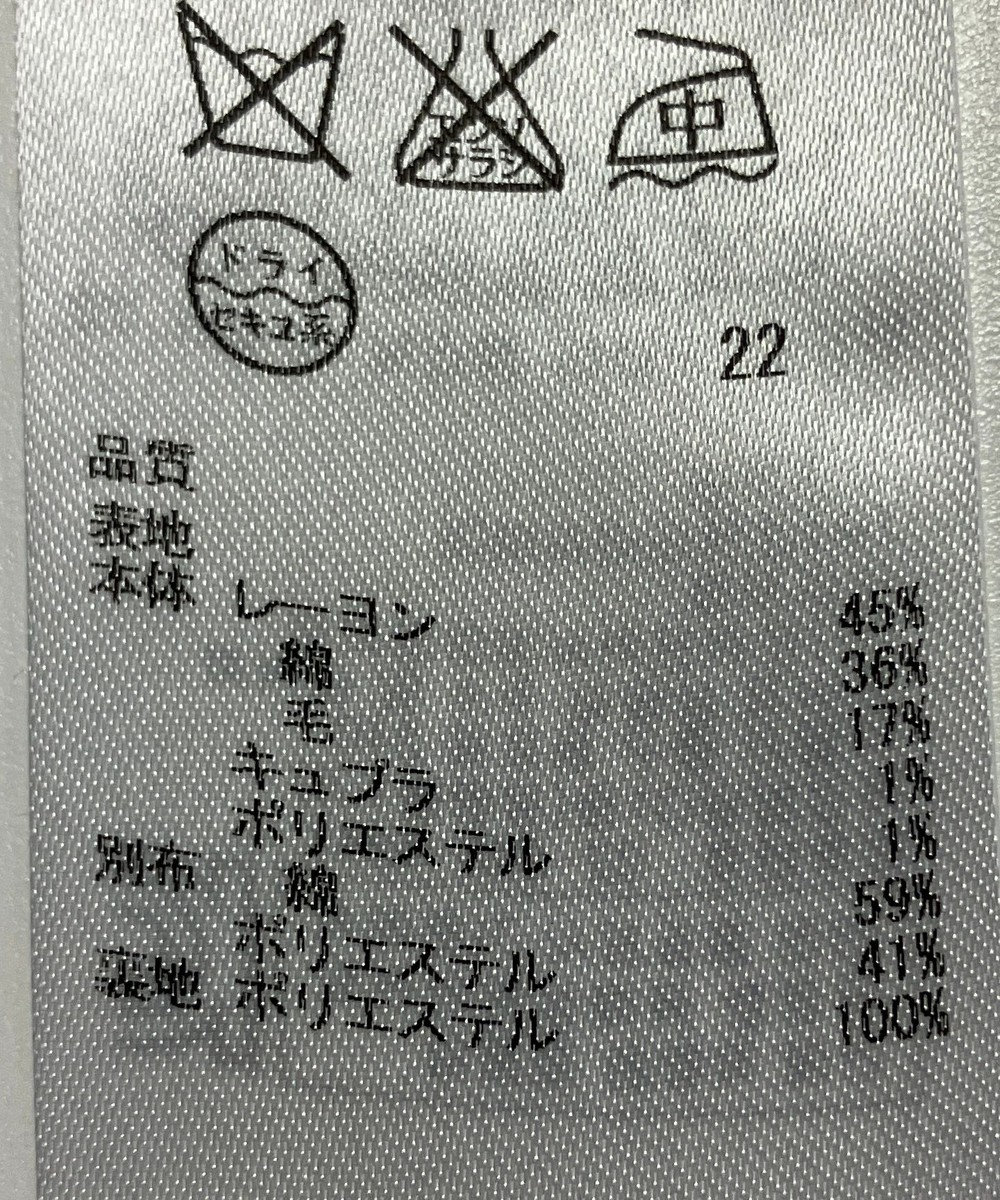 エンソ
サラシ
中
ドライ
セキユ系
22
品質
表地
本体 レーヨン 45%
綿 36%
毛 17%
キュプラ 1%
ポリエステル 1%
別布 綿 59%
ポリエステル 41%
裏地 ポリエステル 100%